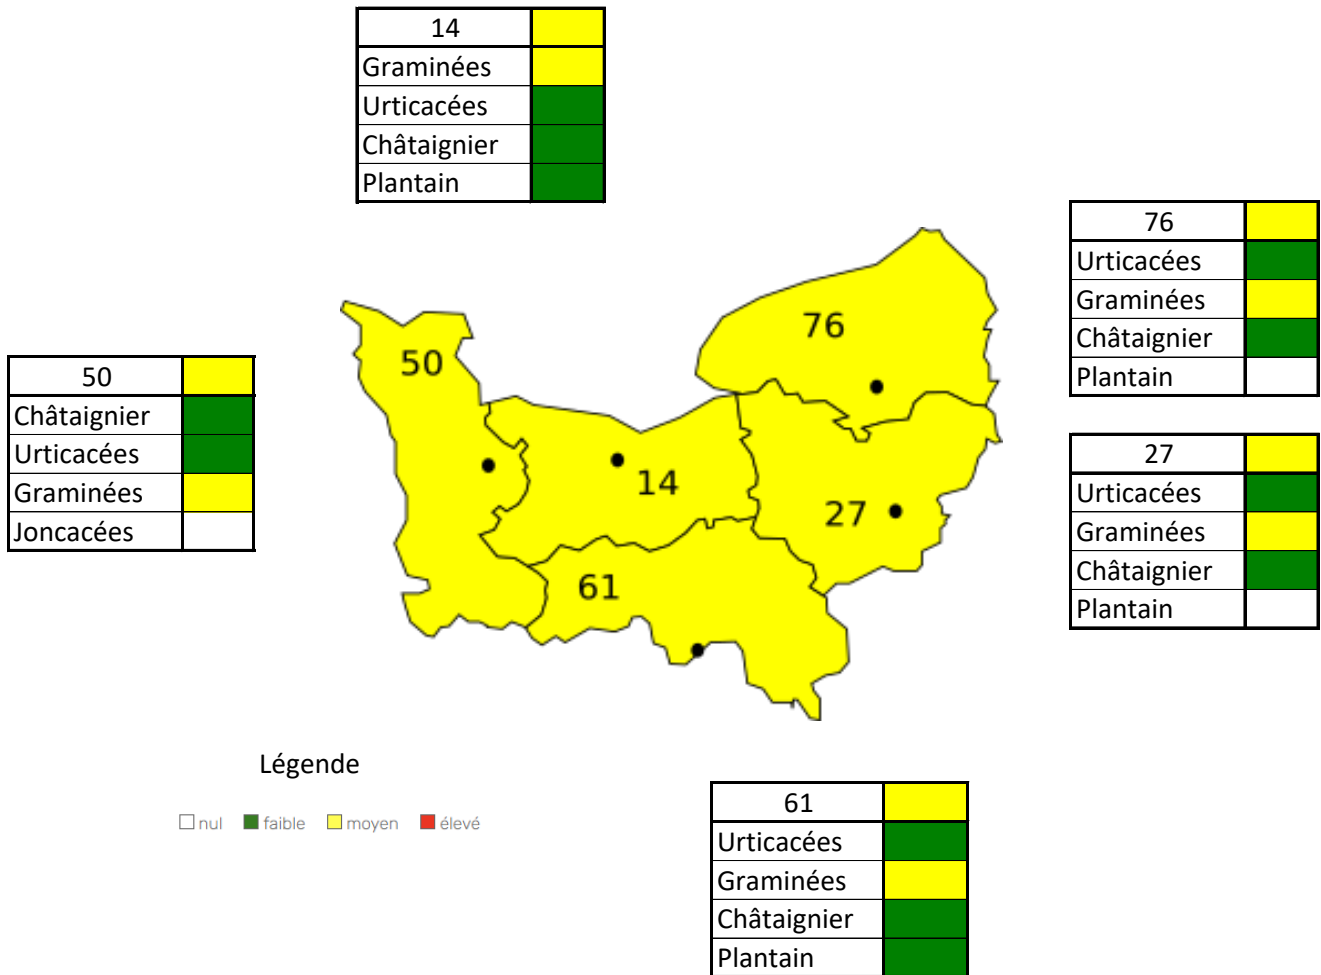 14
Graminées
Urticacées
Châtaignier
Plantain
76
Urticacées
Graminées
Châtaignier
Plantain
50
Châtaignier
Urticacées
Graminées
Joncacées
27
Urticacées
Graminées
Châtaignier
Plantain
76
50
14
27
61
Légende
nul faible moyen élevé
61
Urticacées
Graminées
Châtaignier
Plantain